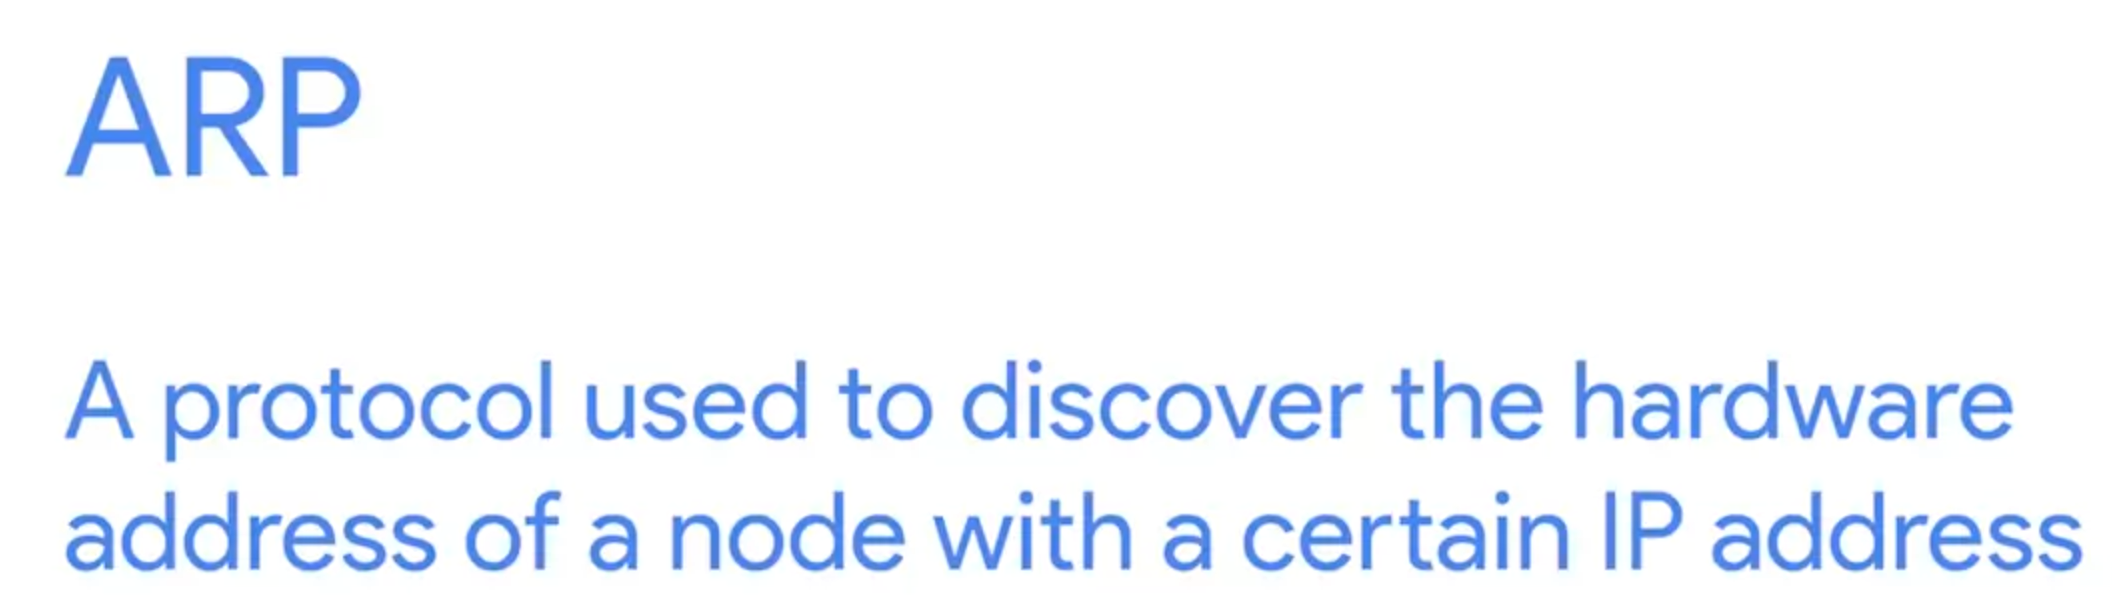 ARP
A protocol used to discover the hardware
address of a node with a certain IP address